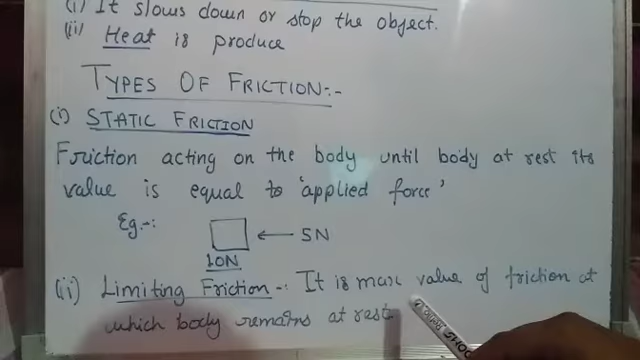 (i) It slows down or stop the object.
(ii) Heat is produce
TYPES OF FRICTION:-
(i) STATIC FRICTION
Friction acting on the body until body at rest its
value is equal to 'applied force'
Eg.-: 5N
10N
(ii) Limiting Friction -: It is max value of friction at
which body remains at rest